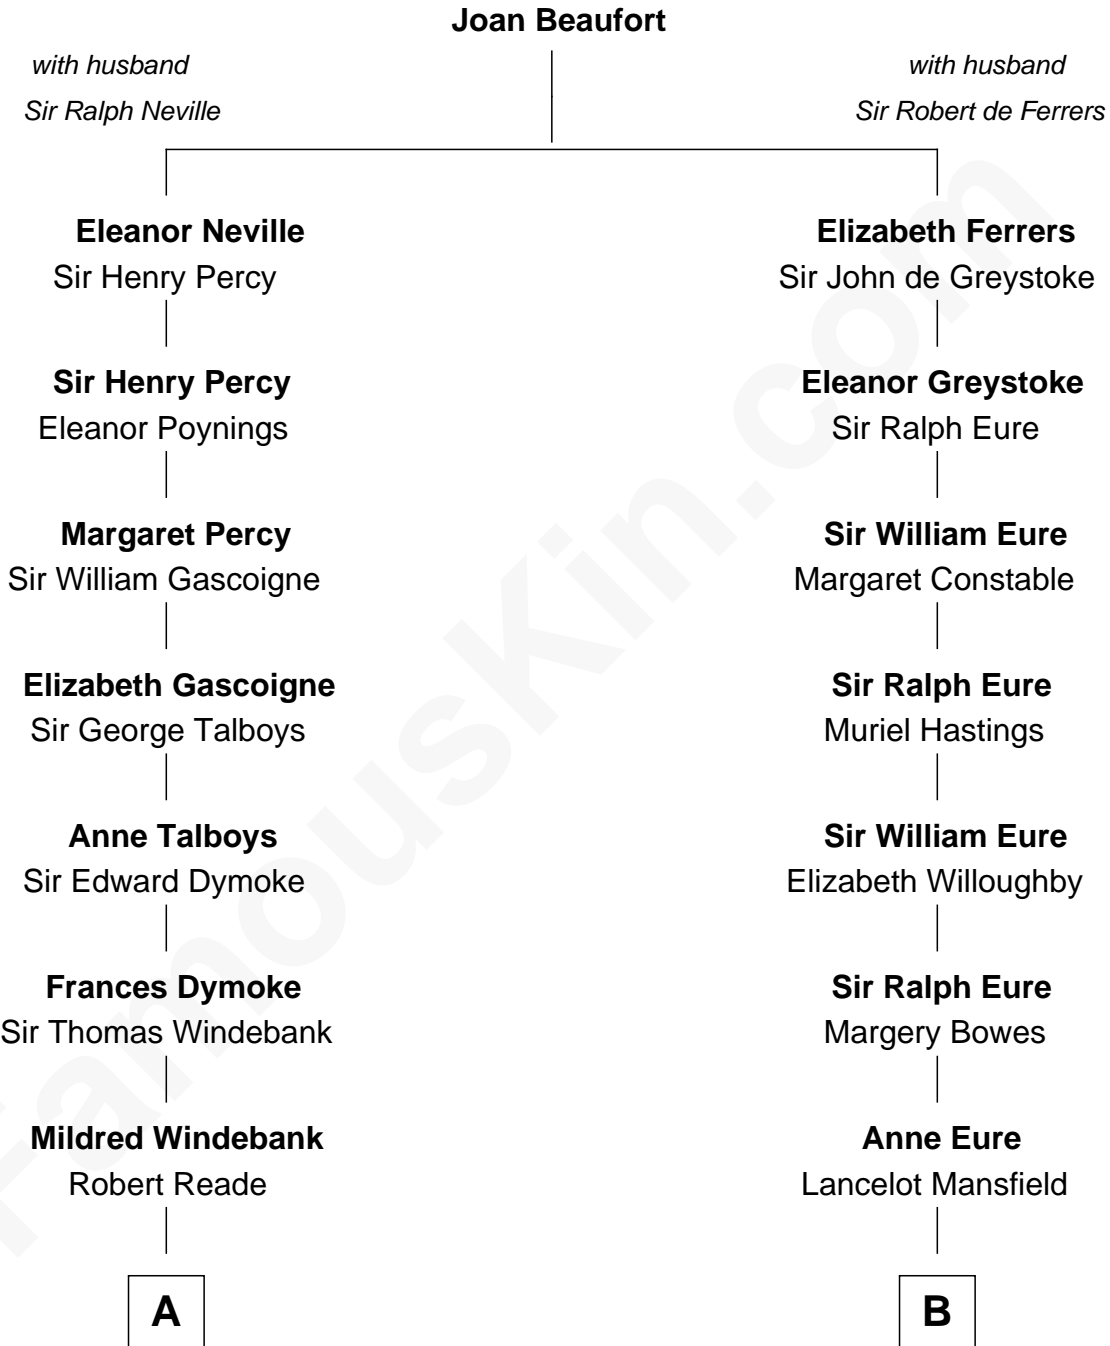 Joan Beaufort
with husband
Sir Ralph Neville
with husband
Sir Robert de Ferrers
Eleanor Neville
Sir Henry Percy
Sir Henry Percy
Eleanor Poynings
Margaret Percy
Sir William Gascoigne
Elizabeth Gascoigne
Sir George Talboys
Anne Talboys
Sir Edward Dymoke
Frances Dymoke
Sir Thomas Windebank
Mildred Windebank
Robert Reade
A
Elizabeth Ferrers
Sir John de Greystoke
Eleanor Greystoke
Sir Ralph Eure
Sir William Eure
Margaret Constable
Sir Ralph Eure
Muriel Hastings
Sir William Eure
Elizabeth Willoughby
Sir Ralph Eure
Margery Bowes
Anne Eure
Lancelot Mansfield
B
FamousKin.com